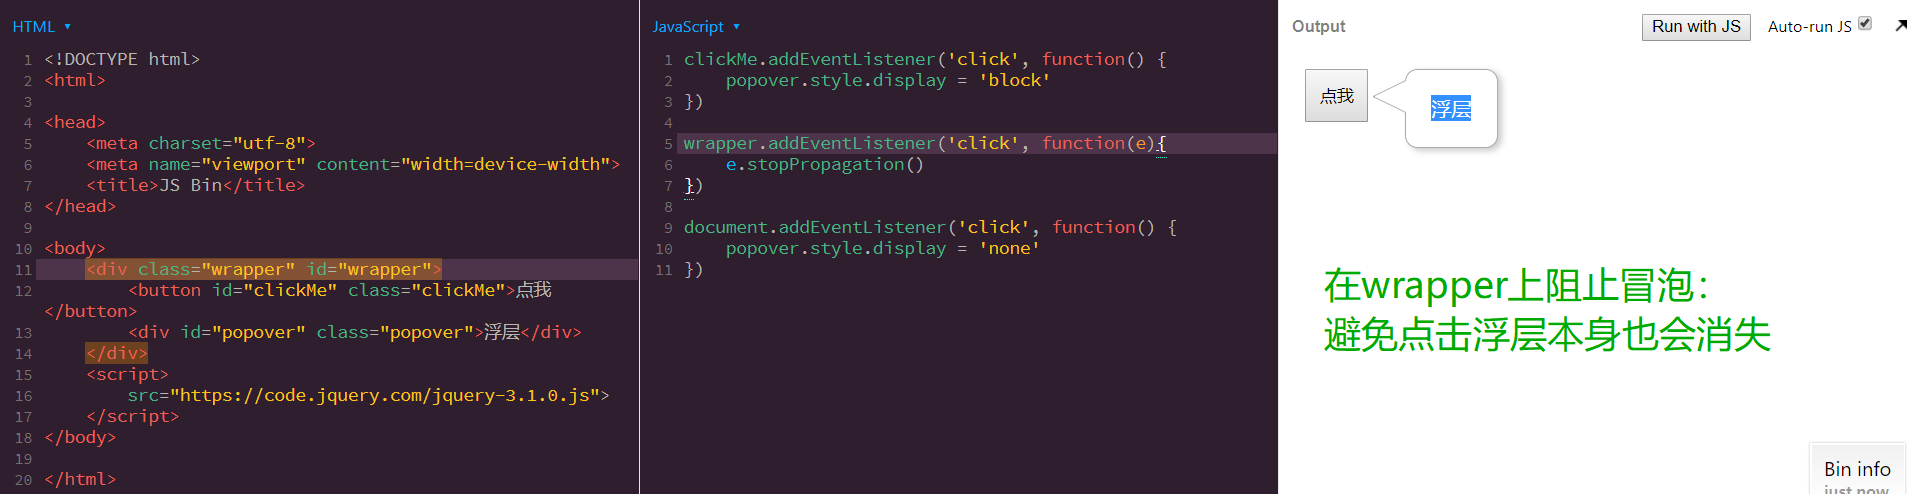 HTML
1 <!DOCTYPE html>
2 <html>
3
4 <head>
5 <meta charset="utf-8">
6 <meta name="viewport" content="width=device-width">
7 <title>JS Bin</title>
8 </head>
9
10 <body>
11 <div class="wrapper" id="wrapper">
12 <button id="clickMe" class="clickMe">点我
</button>
13 <div id="popover" class="popover">浮层</div>
14 </div>
15 <script>
16 src="https://code.jquery.com/jquery-3.1.0.js">
17 </script>
18 </body>
19
20 </html>
JavaScript
1 clickMe.addEventListener('click', function() {
2 popover.style.display = 'block'
3 })
4
5 wrapper.addEventListener('click', function(e){
6 e.stopPropagation()
7 })
8
9 document.addEventListener('click', function() {
10 popover.style.display = 'none'
11 })
Output
Run with JS
Auto-run JS
点我
浮层
在wrapper上阻止冒泡：
避免点击浮层本身也会消失
Bin info
just now